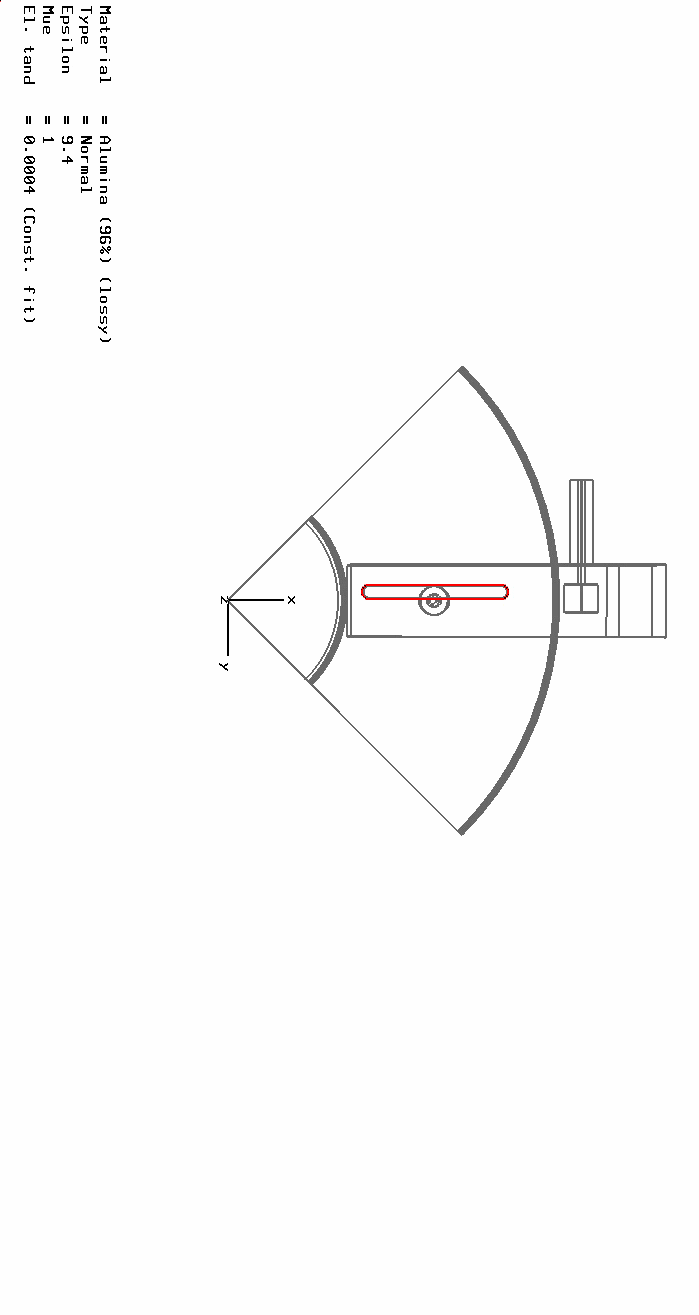 Material = Alumina (96%) (lossy)
Type = Normal
Epsilon = 9.4
Mue = 1
El. tand = 0.0004 (Const. fit)
x
z
y